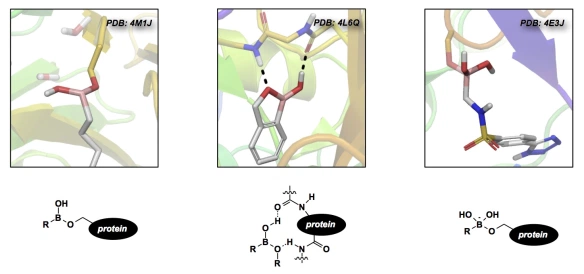 PDB: 4M1J
PDB: 4L6Q
PDB: 4E3J
OH
B
R
O
protein
O
N
H
H
O
protein
B
R
O
R
H
N
O
HO
OH
B
-
R
O
protein